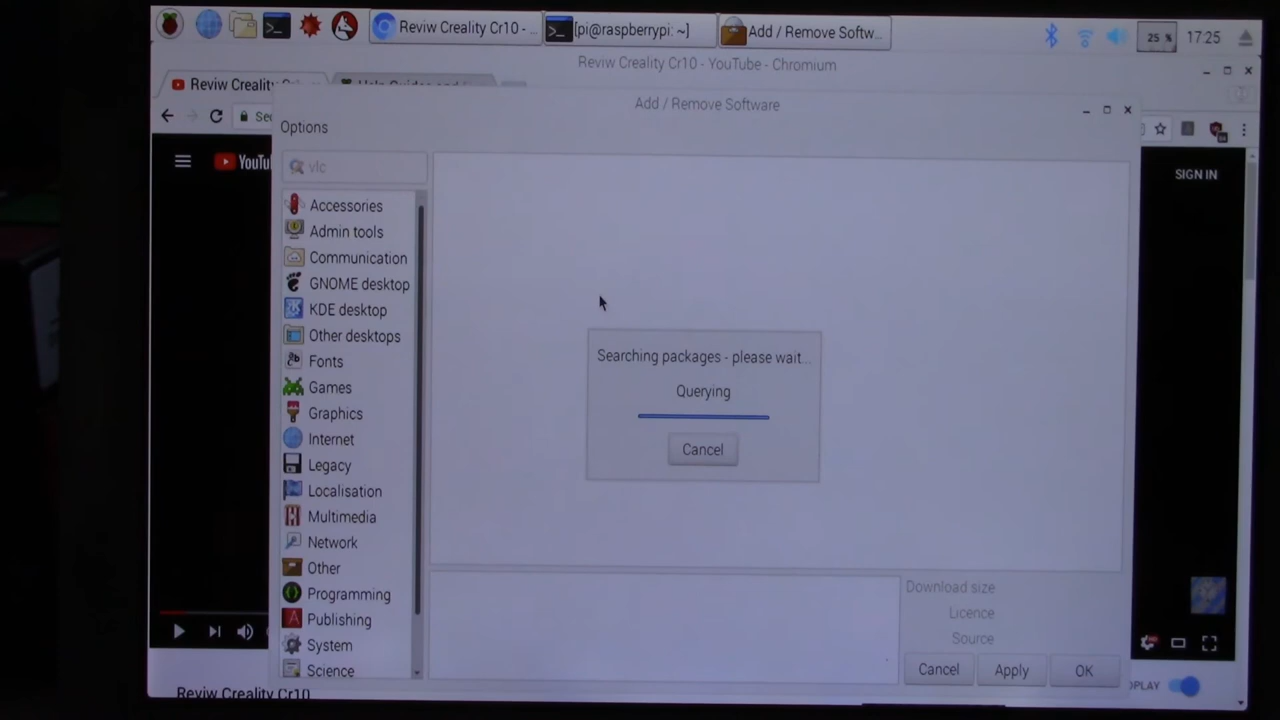 Reviw Creality Cr10 - ...
[pi@raspberrypi: ~]
Add / Remove Softw...
25 %
17:25
Reviw Creality Cr10 - YouTube - Chromium
Reviw Creality
Add / Remove Software
Options
vlc
YouTu
SIGN IN
Accessories
Admin tools
Communication
GNOME desktop
KDE desktop
Other desktops
Fonts
Games
Graphics
Internet
Legacy
Localisation
Multimedia
Network
Other
Programming
Publishing
System
Science
Searching packages - please wait...
Querying
Cancel
Download size
Licence
Source
Cancel
Apply
OK
PLAY
Reviw Creality Cr10